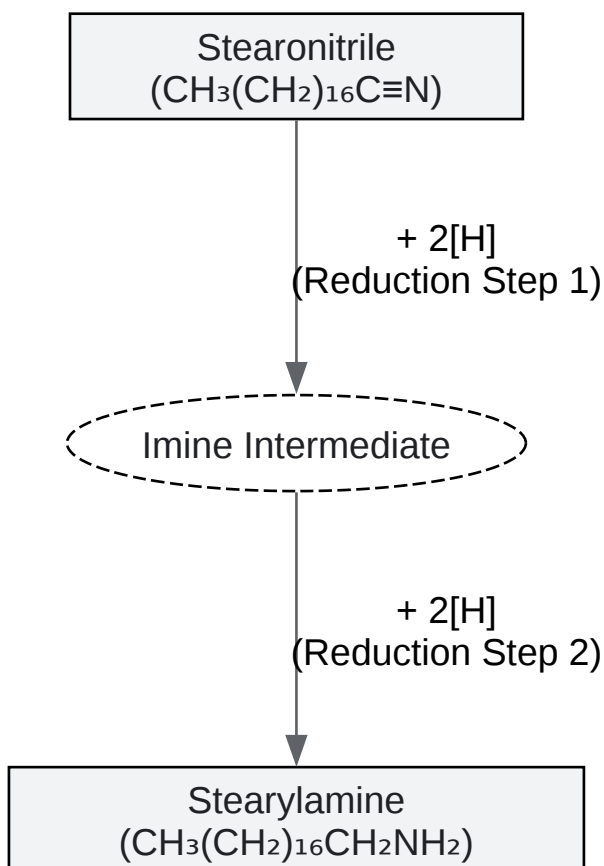 Stearonitrile
(CH₃(CH₂)₁₆C≡N)
+ 2[H]
(Reduction Step 1)
Imine Intermediate
+ 2[H]
(Reduction Step 2)
Stearylamine
(CH₃(CH₂)₁₆CH₂NH₂)